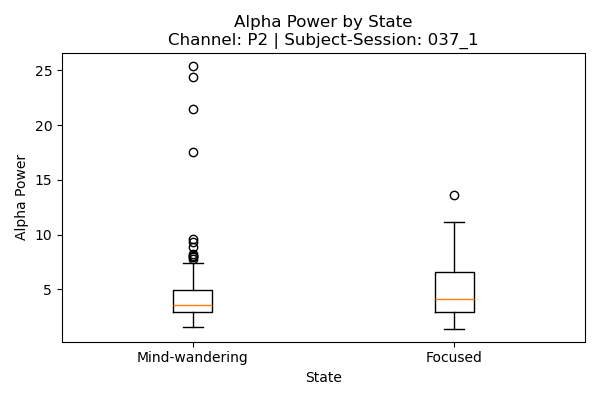 Alpha Power by State
Channel: P2 | Subject-Session: 037_1
Alpha Power
25
20
15
10
5
Mind-wandering
Focused
State